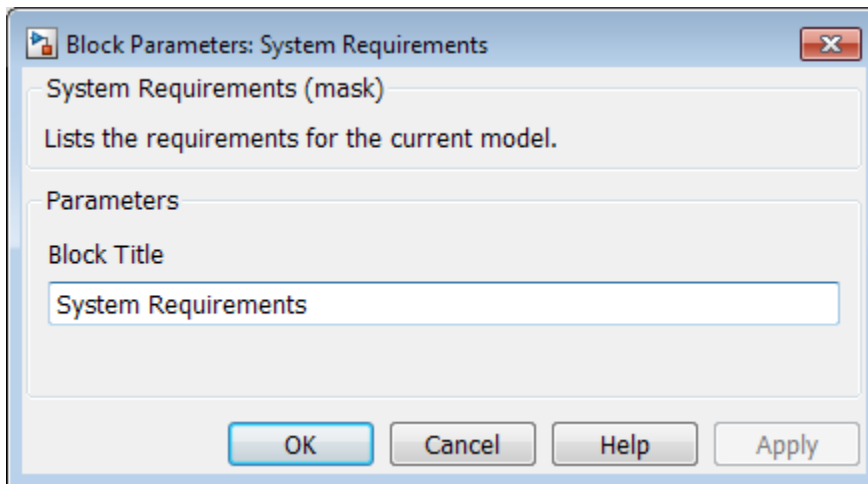 Block Parameters: System Requirements
System Requirements (mask)
Lists the requirements for the current model.
Parameters
Block Title
System Requirements
OK Cancel Help Apply